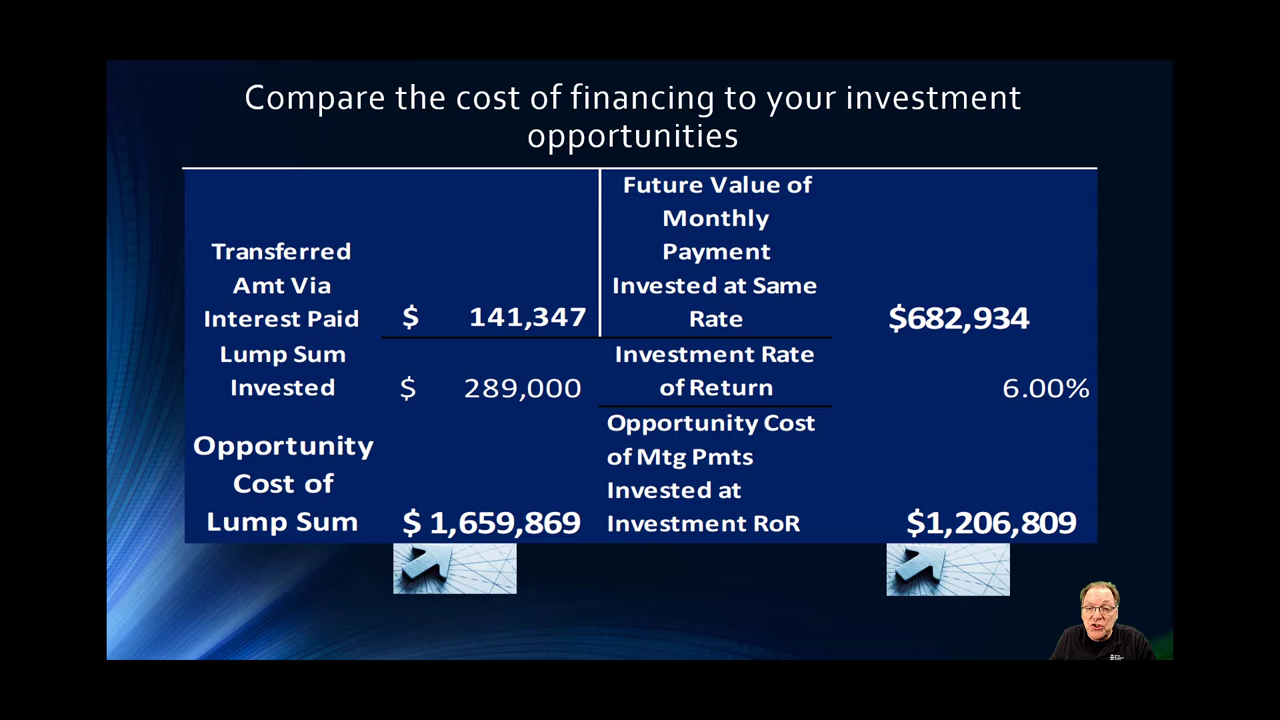 Compare the cost of financing to your investment
opportunities
Transferred
Amt Via
Interest Paid
$ 141,347
Future Value of
Monthly
Payment
Invested at Same
Rate
$682,934
Lump Sum
Invested
$ 289,000
Investment Rate
of Return
6.00%
Opportunity
Cost of
Lump Sum
$ 1,659,869
Opportunity Cost
of Mtg Pmts
Invested at
Investment RoR
$1,206,809